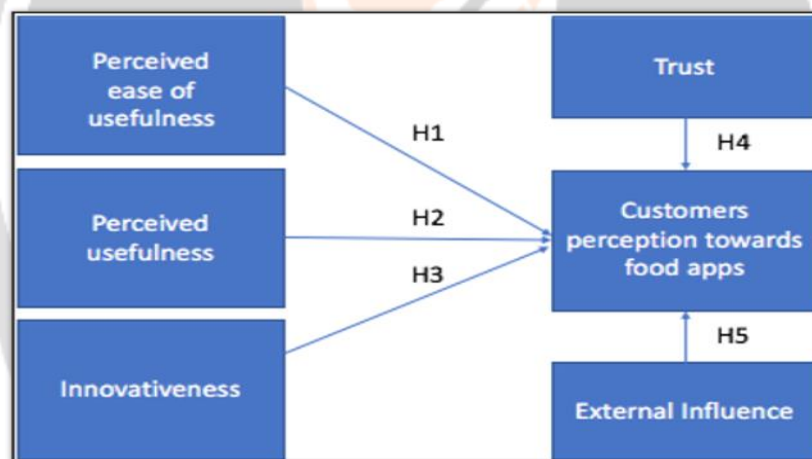 Perceived
ease of
usefulness
H1
Perceived
usefulness
H2
Innovativeness
H3
Trust
H4
Customers
perception towards
food apps
H5
External Influence